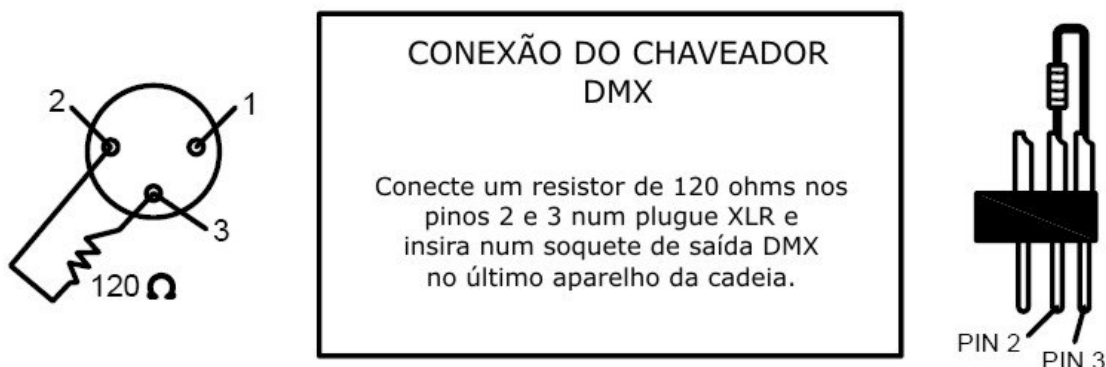 2
1
3
120 Ω
CONEXÃO DO CHAVEADOR
DMX
Conecte um resistor de 120 ohms nos
pinos 2 e 3 num plugue XLR e
insira num soquete de saída DMX
no último aparelho da cadeia.
PIN 2
PIN 3